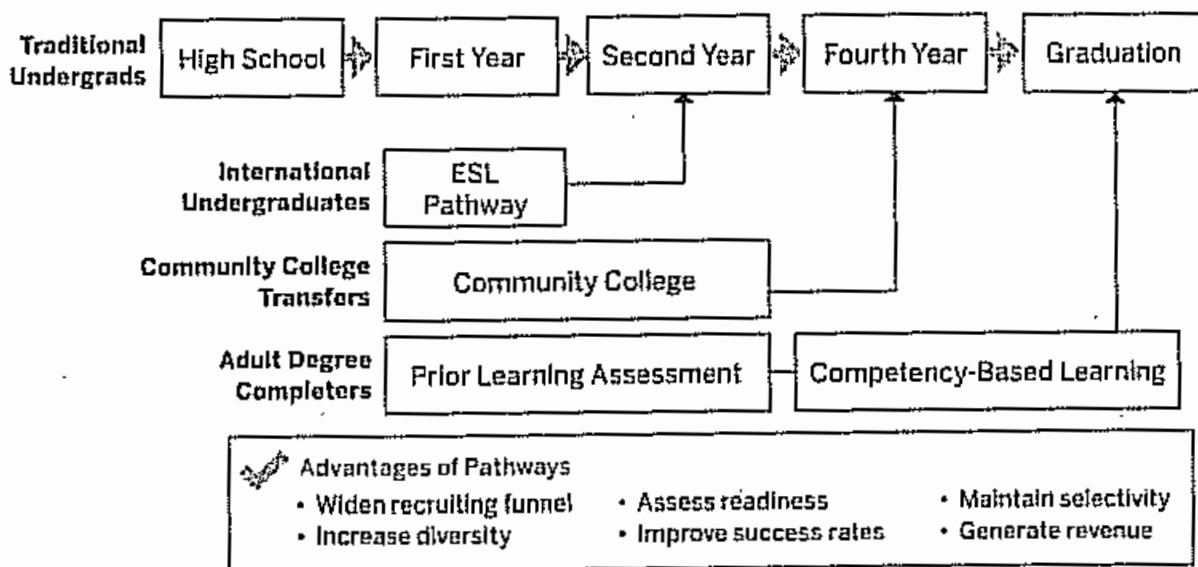 Traditional
Undergrads
High School
First Year
Second Year
Fourth Year
Graduation
International
Undergraduates
ESL
Pathway
Community College
Transfers
Community College
Adult Degree
Completers
Prior Learning Assessment
Competency-Based Learning
Advantages of Pathways
• Widen recruiting funnel
• Assess readiness
• Maintain selectivity
• Increase diversity
• Improve success rates
• Generate revenue